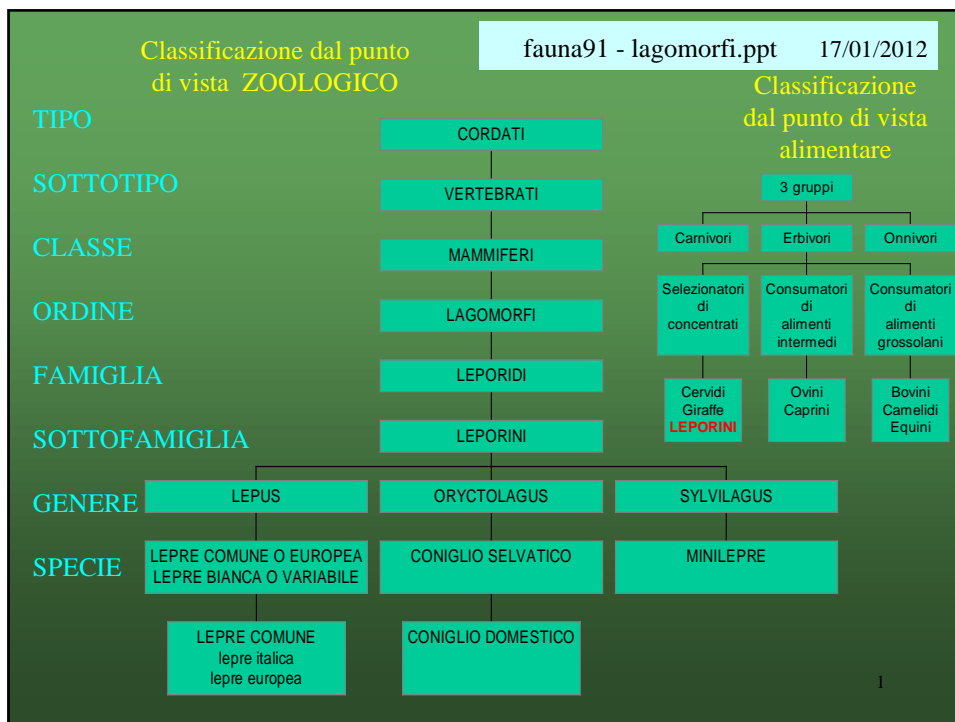 fauna91 - lagomorfi.ppt 17/01/2012
Classificazione dal punto
di vista ZOOLOGICO
TIPO
CORDATI
SOTTOTIPO
VERTEBRATI
CLASSE
MAMMIFERI
ORDINE
LAGOMORFI
FAMIGLIA
LEPORIDI
SOTTOFAMIGLIA
LEPORINI
GENERE
LEPUS
ORYCTOLAGUS
SYLVILAGUS
SPECIE
LEPRE COMUNE O EUROPEA
LEPRE BIANCA O VARIABILE
CONIGLIO SELVATICO
MINILEPRE
LEPRE COMUNE
lepre italica
lepre europea
CONIGLIO DOMESTICO
Classificazione
dal punto di vista
alimentare
3 gruppi
Carnivori
Erbivori
Onnivori
Selezionatori
di
concentrati
Consumatori
di
alimenti
intermedi
Consumatori
di
alimenti
grossolani
Cervidi
Giraffe
LEPORINI
Ovini
Caprini
Bovini
Camelidi
Equini
1